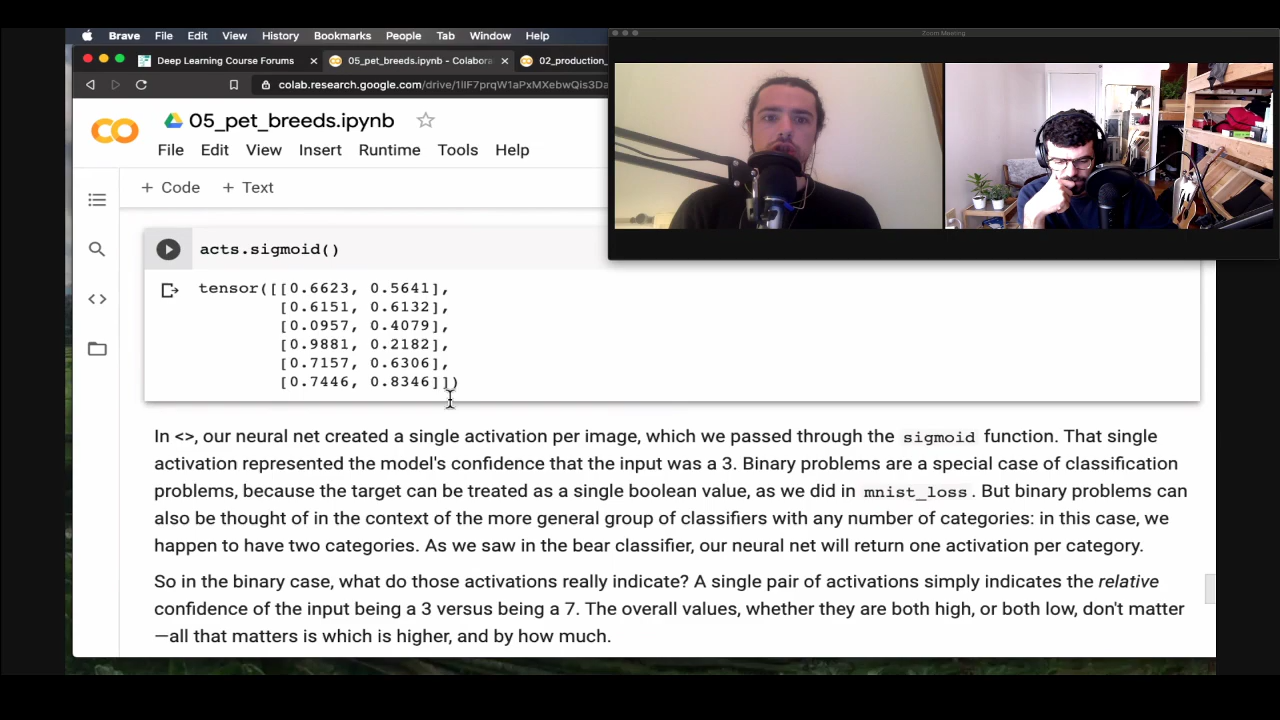 Brave File Edit View History Bookmarks People Tab Window Help
Zoom Meeting
Deep Learning Course Forums × 05_pet_breeds.ipynb - Colabora × 02_production_
colab.research.google.com/drive/1IIF7prqW1aPxMXebwQis3Da
CO 05_pet_breeds.ipynb
File Edit View Insert Runtime Tools Help
+ Code + Text
acts.sigmoid()
tensor([[0.6623, 0.5641],
[0.6151, 0.6132],
[0.0957, 0.4079],
[0.9881, 0.2182],
[0.7157, 0.6306],
[0.7446, 0.8346]])
In <>, our neural net created a single activation per image, which we passed through the sigmoid function. That single
activation represented the model's confidence that the input was a 3. Binary problems are a special case of classification
problems, because the target can be treated as a single boolean value, as we did in mnist_loss. But binary problems can
also be thought of in the context of the more general group of classifiers with any number of categories: in this case, we
happen to have two categories. As we saw in the bear classifier, our neural net will return one activation per category.
So in the binary case, what do those activations really indicate? A single pair of activations simply indicates the relative
confidence of the input being a 3 versus being a 7. The overall values, whether they are both high, or both low, don't matter
—all that matters is which is higher, and by how much.